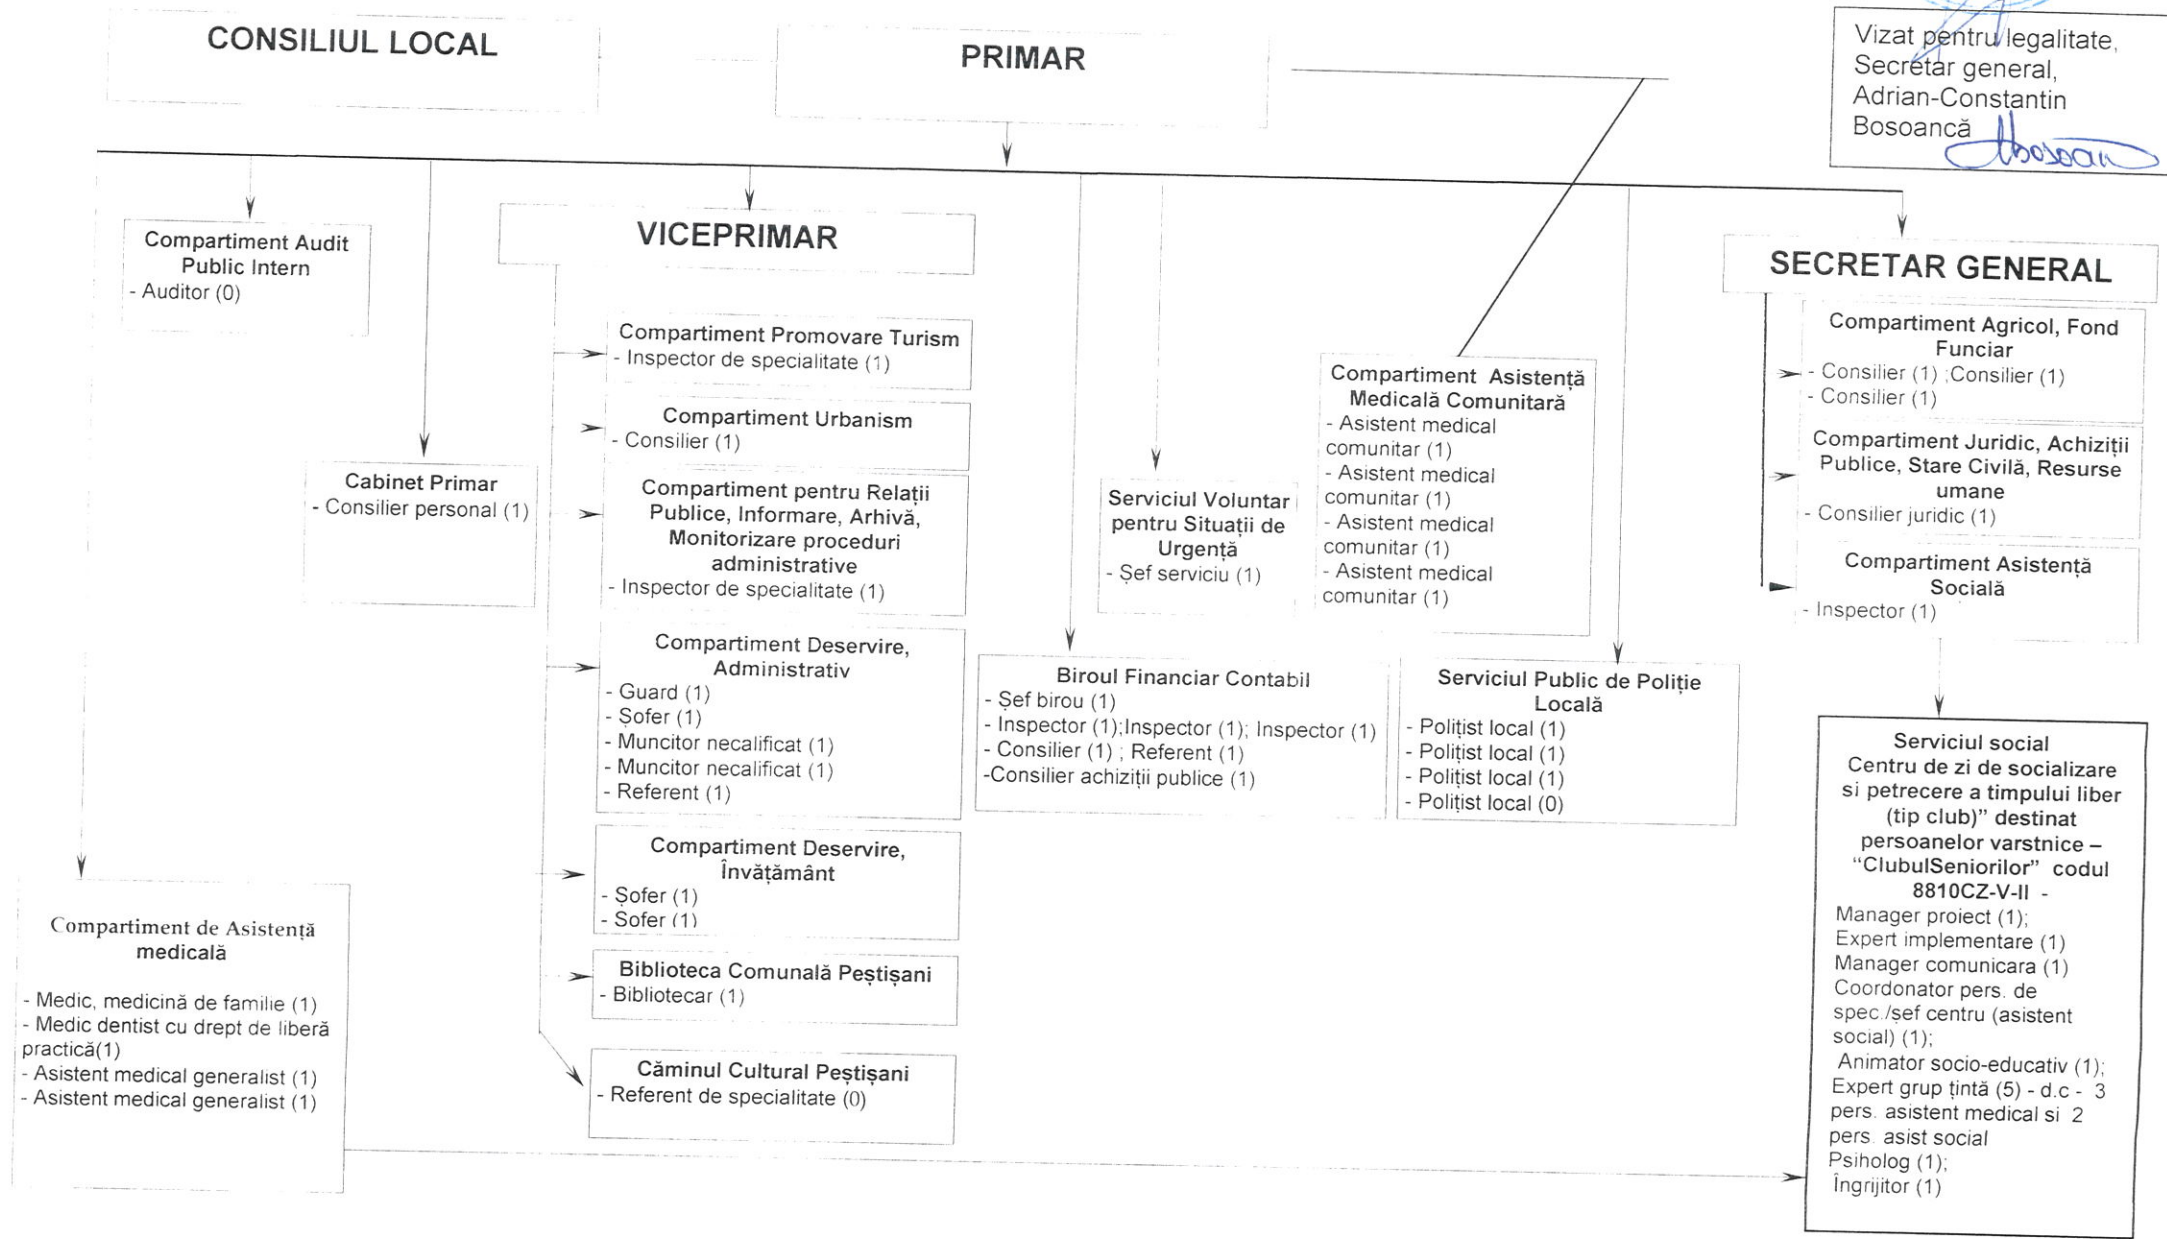 CONSILIUL LOCAL
PRIMAR
Vizat pentru legalitate,
Secretar general,
Adrian-Constantin
Bosoancă
Compartiment Audit
Public Intern
- Auditor (0)
VICEPRIMAR
SECRETAR GENERAL
Compartiment Promovare Turism
- Inspector de specialitate (1)
Compartiment Urbanism
- Consilier (1)
Compartiment pentru Relații
Publice, Informare, Arhivă,
Monitorizare proceduri
administrative
- Inspector de specialitate (1)
Compartiment Deservire,
Administrativ
- Guard (1)
- Șofer (1)
- Muncitor necalificat (1)
- Muncitor necalificat (1)
- Referent (1)
Compartiment Deservire,
Învățământ
- Șofer (1)
- Sofer (1)
Biblioteca Comunală Peștișani
- Bibliotecar (1)
Căminul Cultural Peștișani
- Referent de specialitate (0)
Cabinet Primar
- Consilier personal (1)
Compartiment de Asistență
medicală
- Medic, medicină de familie (1)
- Medic dentist cu drept de liberă
practică(1)
- Asistent medical generalist (1)
- Asistent medical generalist (1)
Serviciul Voluntar
pentru Situații de
Urgență
- Șef serviciu (1)
Compartiment Asistență
Medicală Comunitară
- Asistent medical
comunitar (1)
- Asistent medical
comunitar (1)
- Asistent medical
comunitar (1)
- Asistent medical
comunitar (1)
Biroul Financiar Contabil
- Șef birou (1)
- Inspector (1);Inspector (1); Inspector (1)
- Consilier (1) ; Referent (1)
-Consilier achiziții publice (1)
Serviciul Public de Poliție
Locală
- Polițist local (1)
- Polițist local (1)
- Polițist local (1)
- Polițist local (0)
Compartiment Agricol, Fond
Funciar
- Consilier (1) ;Consilier (1)
- Consilier (1)
Compartiment Juridic, Achiziții
Publice, Stare Civilă, Resurse
umane
- Consilier juridic (1)
Compartiment Asistență
Socială
- Inspector (1)
Serviciul social
Centru de zi de socializare
si petrecere a timpului liber
(tip club)” destinat
persoanelor varstnice –
“ClubulSeniorilor” codul
8810CZ-V-II -
Manager proiect (1);
Expert implementare (1)
Manager comunicara (1)
Coordonator pers. de
spec./șef centru (asistent
social) (1);
Animator socio-educativ (1);
Expert grup țintă (5) - d.c - 3
pers. asistent medical si 2
pers. asist social
Psiholog (1);
Îngrijitor (1)